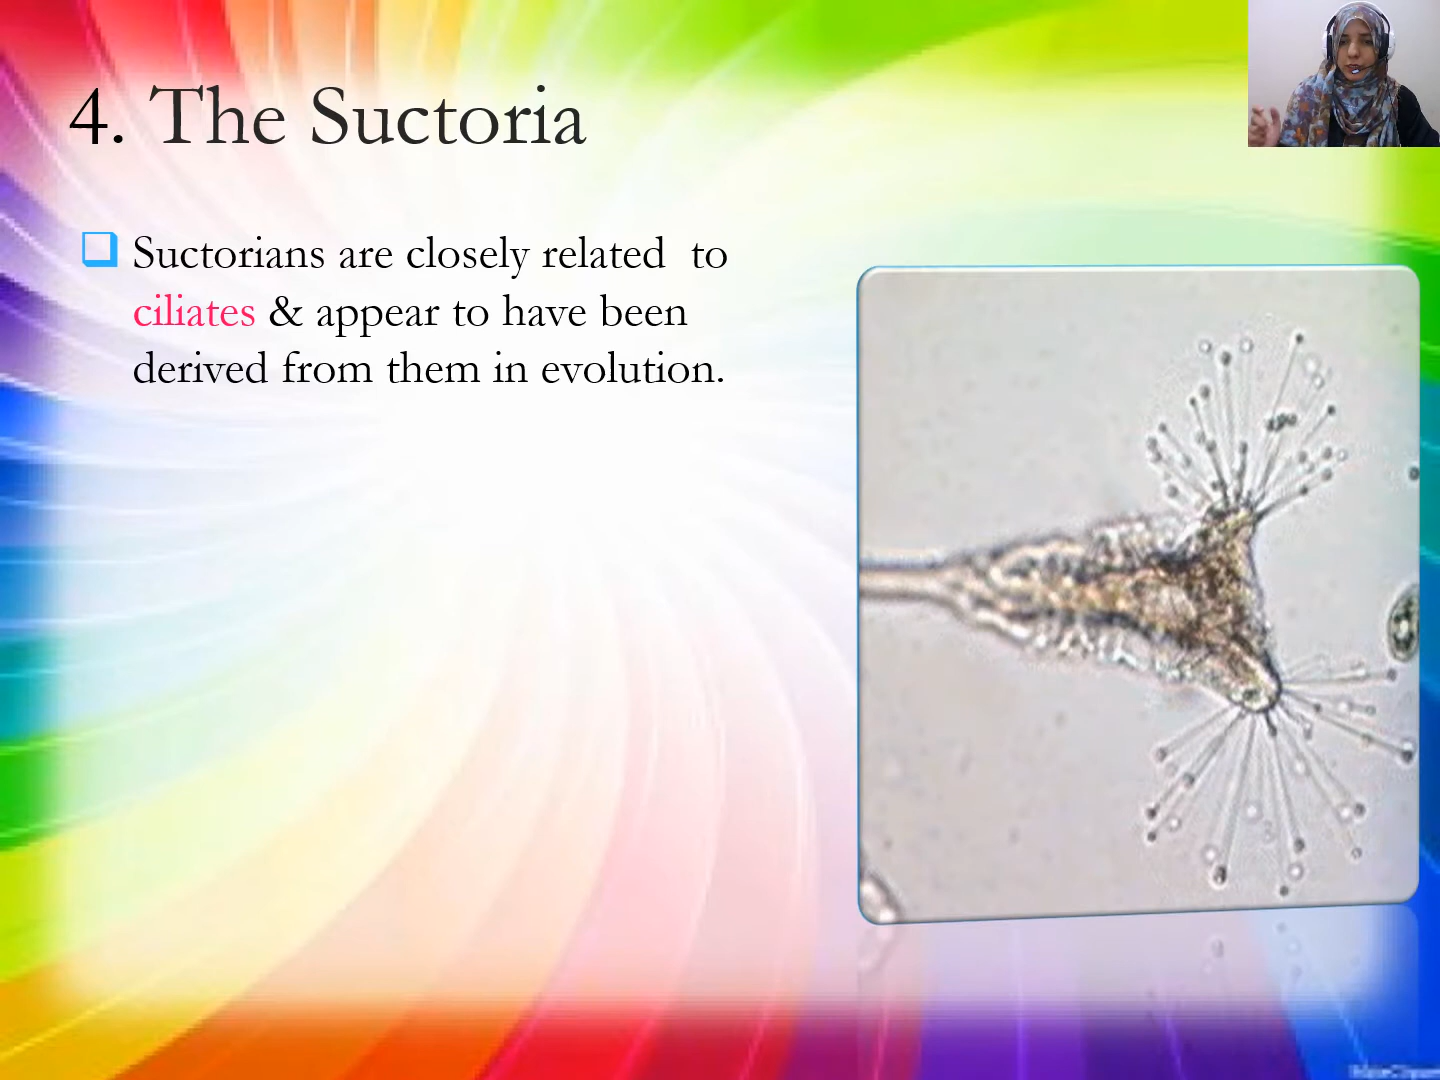 4. The Suctoria
Suctorians are closely related to
ciliates & appear to have been
derived from them in evolution.